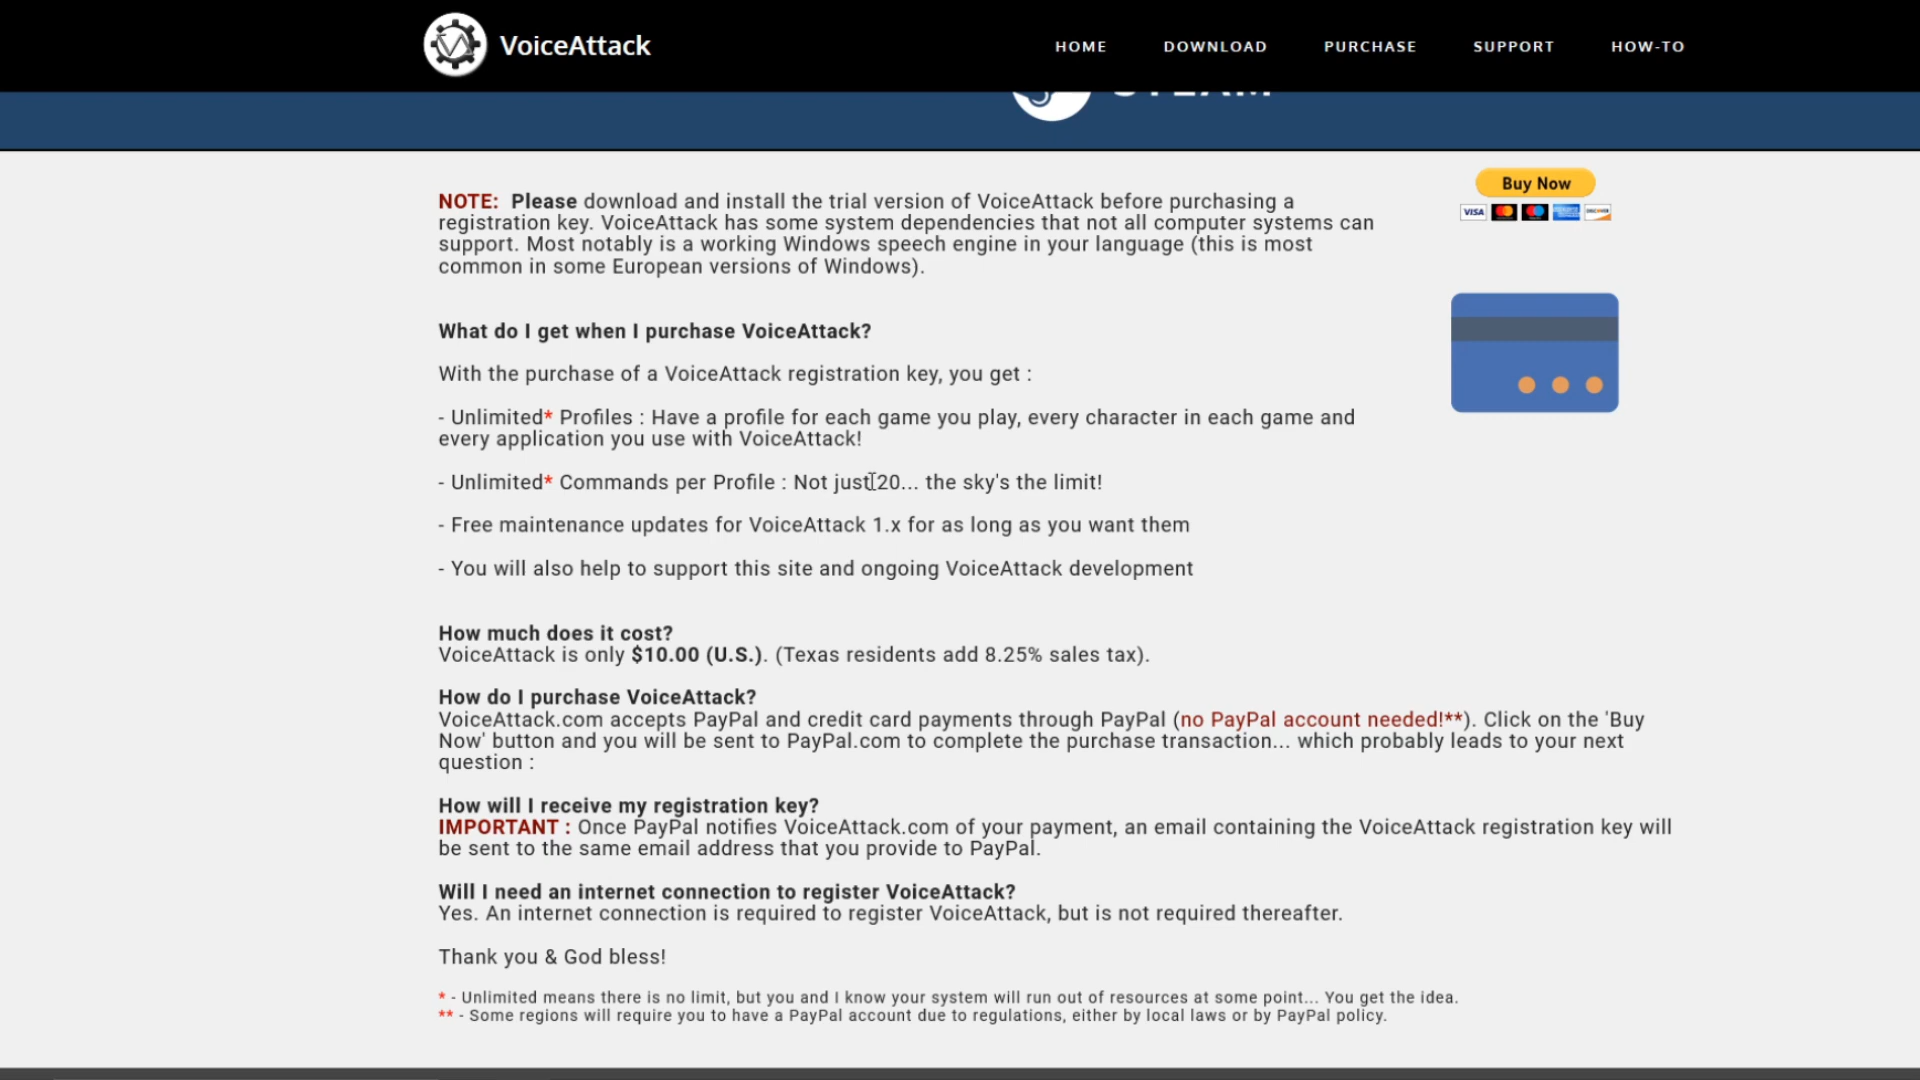 VoiceAttack
HOME DOWNLOAD PURCHASE SUPPORT HOW-TO
STEAM
NOTE: Please download and install the trial version of VoiceAttack before purchasing a
registration key. VoiceAttack has some system dependencies that not all computer systems can
support. Most notably is a working Windows speech engine in your language (this is most
common in some European versions of Windows).
Buy Now
VISA
DISCOVER
What do I get when I purchase VoiceAttack?
With the purchase of a VoiceAttack registration key, you get :
- Unlimited* Profiles : Have a profile for each game you play, every character in each game and
every application you use with VoiceAttack!
- Unlimited* Commands per Profile : Not just 20... the sky's the limit!
- Free maintenance updates for VoiceAttack 1.x for as long as you want them
- You will also help to support this site and ongoing VoiceAttack development
How much does it cost?
VoiceAttack is only $10.00 (U.S.). (Texas residents add 8.25% sales tax).
How do I purchase VoiceAttack?
VoiceAttack.com accepts PayPal and credit card payments through PayPal (no PayPal account needed!**). Click on the 'Buy
Now' button and you will be sent to PayPal.com to complete the purchase transaction... which probably leads to your next
question :
How will I receive my registration key?
IMPORTANT : Once PayPal notifies VoiceAttack.com of your payment, an email containing the VoiceAttack registration key will
be sent to the same email address that you provide to PayPal.
Will I need an internet connection to register VoiceAttack?
Yes. An internet connection is required to register VoiceAttack, but is not required thereafter.
Thank you & God bless!
* - Unlimited means there is no limit, but you and I know your system will run out of resources at some point... You get the idea.
** - Some regions will require you to have a PayPal account due to regulations, either by local laws or by PayPal policy.